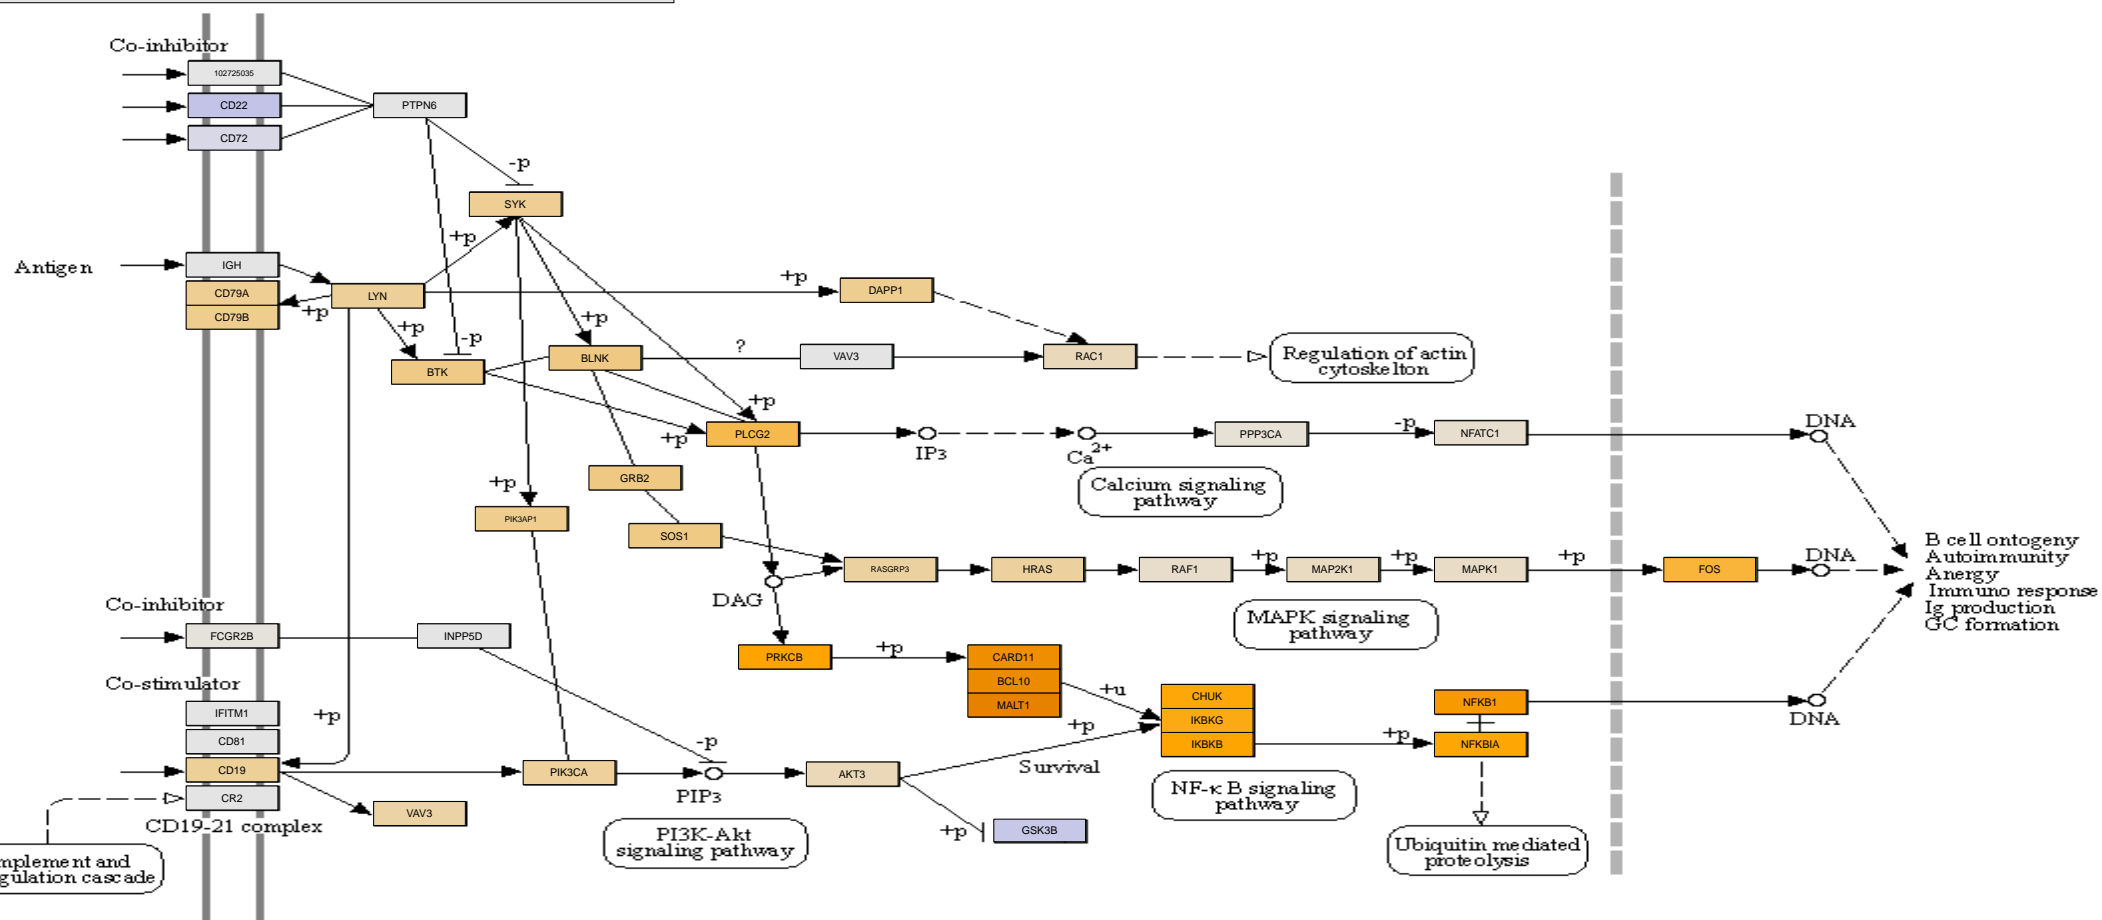 Co-inhibitor
102725035
CD22
PTPN6
CD72
-p
SYK
+p
Antigen
IGH
CD79A
LYN
+p
DAPP1
CD79B
+p
+p
+p
-p
?
BLNK
VAV3
RAC1
Regulation of actin
cytoskelton
BTK
+p
+p
PLCG2
IP3
Ca2+
PPP3CA
-p
NFATC1
DNA
Calcium signaling
pathway
GRB2
+p
PIK3AP1
SOS1
RASGRP3
HRAS
RAF1
+p
MAP2K1
+p
MAPK1
+p
FOS
DNA
B cell ontogeny
Autoimmunity
Anergy
Immuno response
Ig production
GC formation
DAG
MAPK signaling
pathway
Co-inhibitor
FCGR2B
INPP5D
PRKCB
+p
CARD11
BCL10
MALT1
+u
+p
CHUK
IKBKG
IKBKB
+p
NFKB1
NFKBIA
DNA
Co-stimulator
IFITM1
+p
CD81
CD19
CR2
CD19-21 complex
VAV3
PIK3CA
-p
PIP3
AKT3
Survival
+p
GSK3B
PI3K-Akt
signaling pathway
NF-κ B signaling
pathway
Ubiquitin mediated
proteolysis
mplement and
gulation cascade